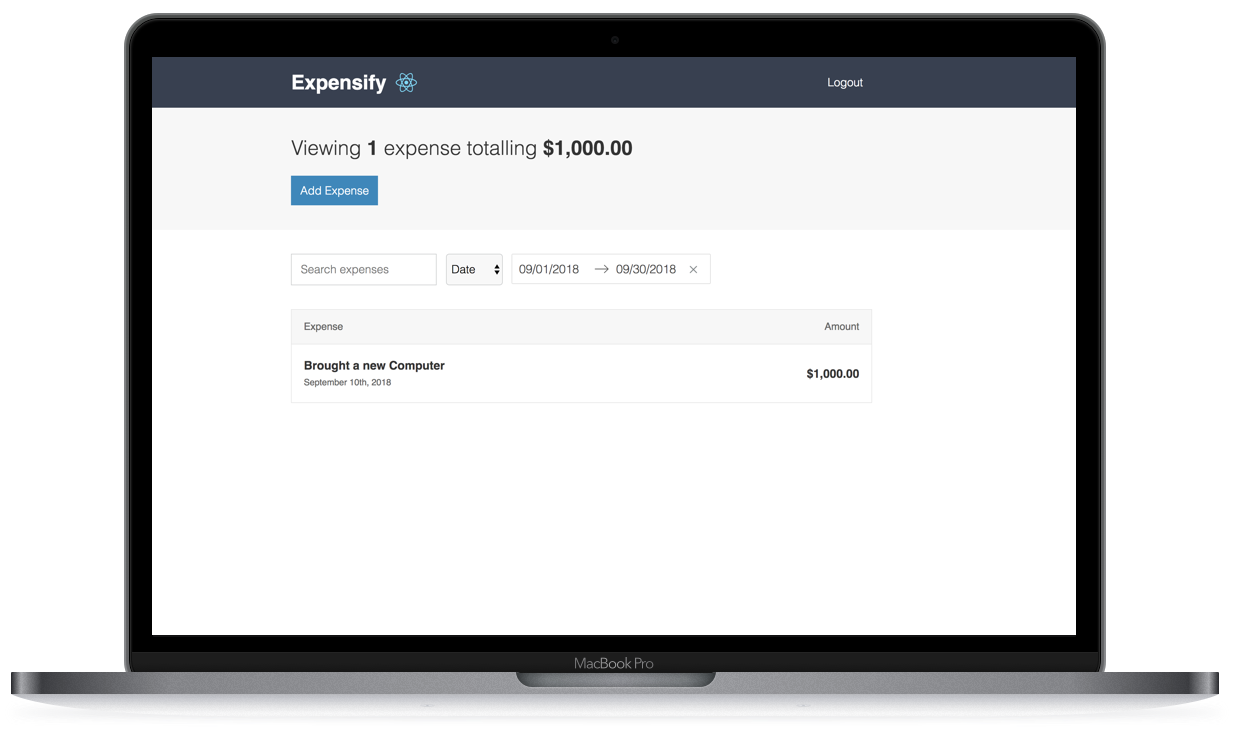 Expensify
Logout
Viewing 1 expense totalling $1,000.00
Add Expense
Search expenses
Date
09/01/2018
09/30/2018
Expense
Amount
Brought a new Computer
September 10th, 2018
$1,000.00
MacBook Pro